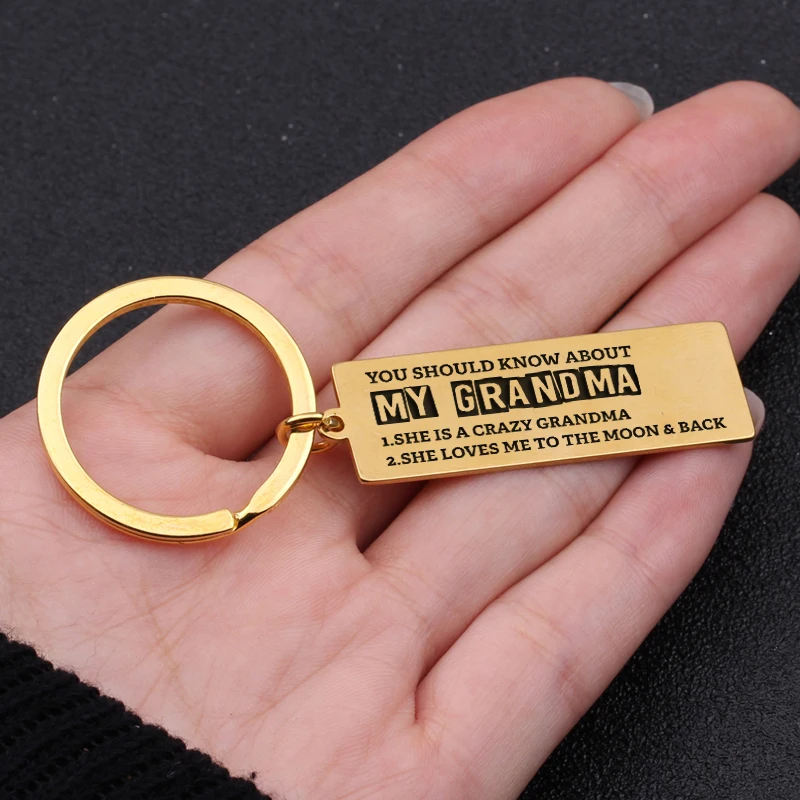 YOU SHOULD KNOW ABOUT
MY GRANDMA
1.SHE IS A CRAZY GRANDMA
2.SHE LOVES ME TO THE MOON & BACK